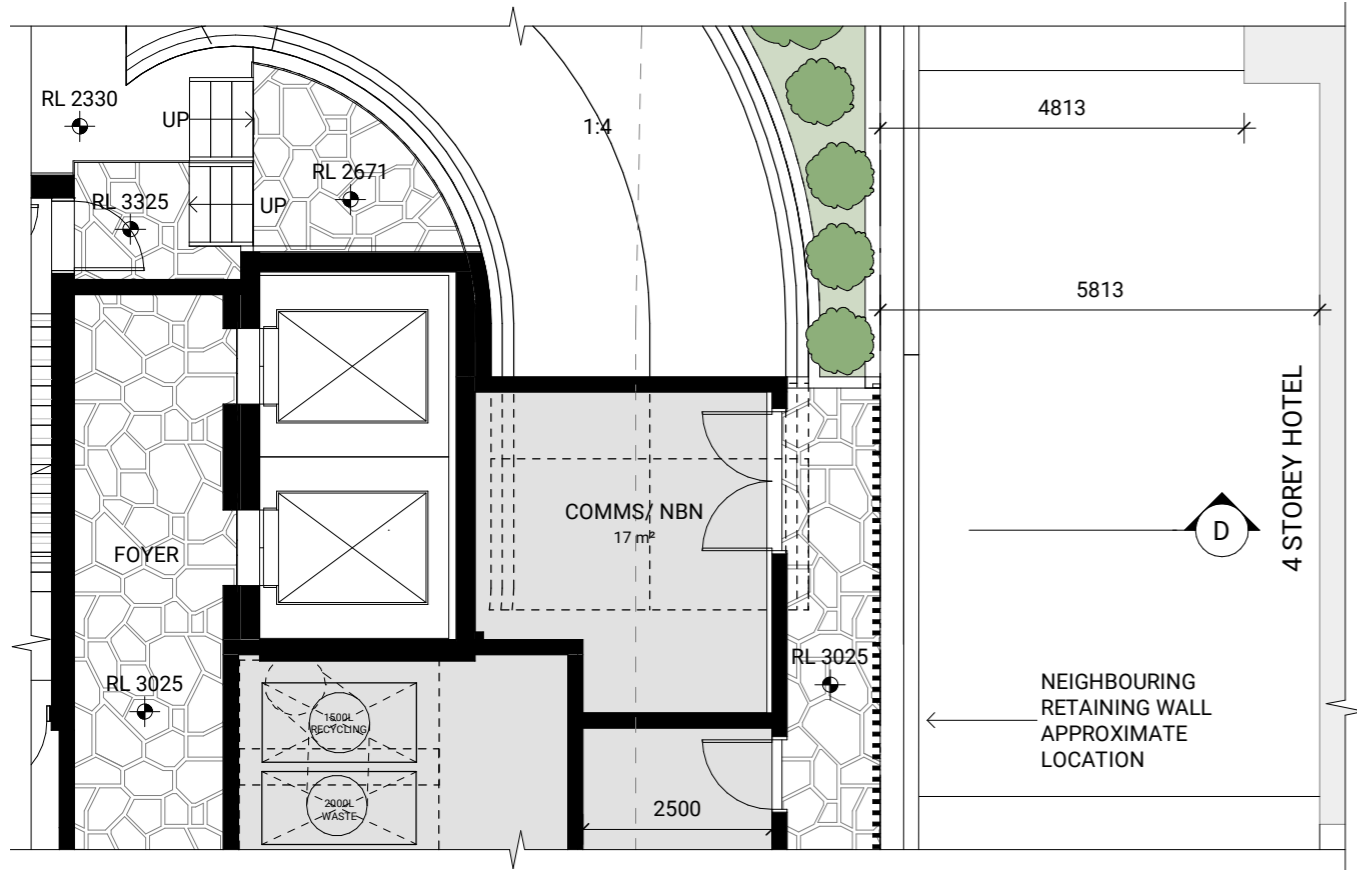 RL 2330
UP
1:4
4813
RL 2671
RL 3325
UP
5813
4 STOREY HOTEL
COMMS/ NBN
17 m²
D
FOYER
RL 3025
RL 3025
NEIGHBOURING
RETAINING WALL
APPROXIMATE
LOCATION
1500L
RECYCLING
2000L
WASTE
2500